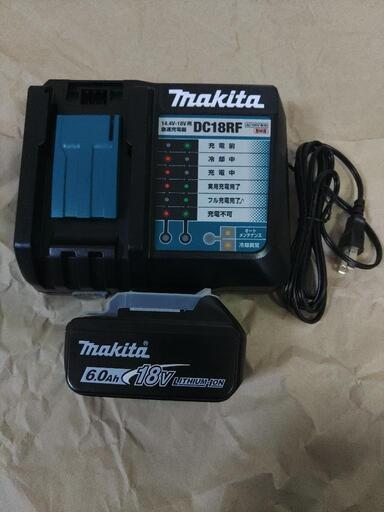 makita
14.4V-18V用
急速充電器
DC18RF
充電前
冷却中
充電中
実用充電完了
フル充電完了♪
充電不可
オート
メンテナンス
冷却異常
makita®
6.0Ah 18V LITHIUM-ION